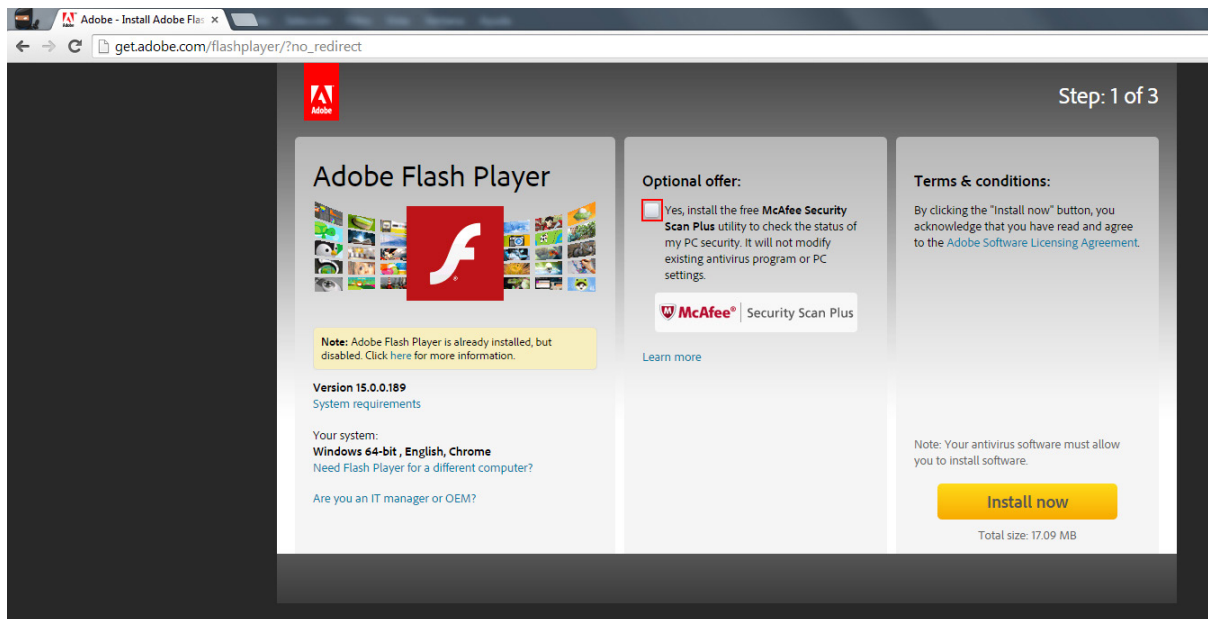 Adobe - Install Adobe Flas
get.adobe.com/flashplayer/?no_redirect
Adobe
Step: 1 of 3
Adobe Flash Player
Note: Adobe Flash Player is already installed, but
disabled. Click here for more information.
Version 15.0.0.189
System requirements
Your system:
Windows 64-bit , English, Chrome
Need Flash Player for a different computer?
Are you an IT manager or OEM?
Optional offer:
Yes, install the free McAfee Security
Scan Plus utility to check the status of
my PC security. It will not modify
existing antivirus program or PC
settings.
McAfee® Security Scan Plus
Learn more
Terms & conditions:
By clicking the "Install now" button, you
acknowledge that you have read and agree
to the Adobe Software Licensing Agreement.
Note: Your antivirus software must allow
you to install software.
Install now
Total size: 17.09 MB